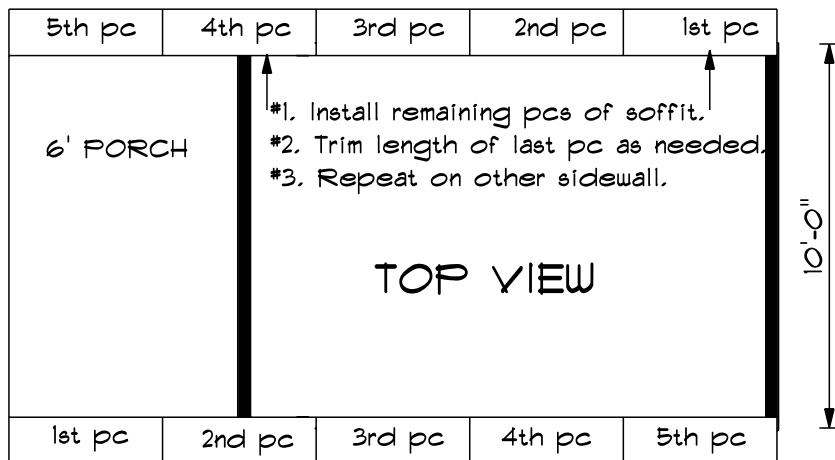 5th pc 4th pc 3rd pc 2nd pc 1st pc
#1. Install remaining pcs of soffit.
#2. Trim length of last pc as needed.
#3. Repeat on other sidewall.
6' PORCH
TOP VIEW
10'-0"
1st pc 2nd pc 3rd pc 4th pc 5th pc